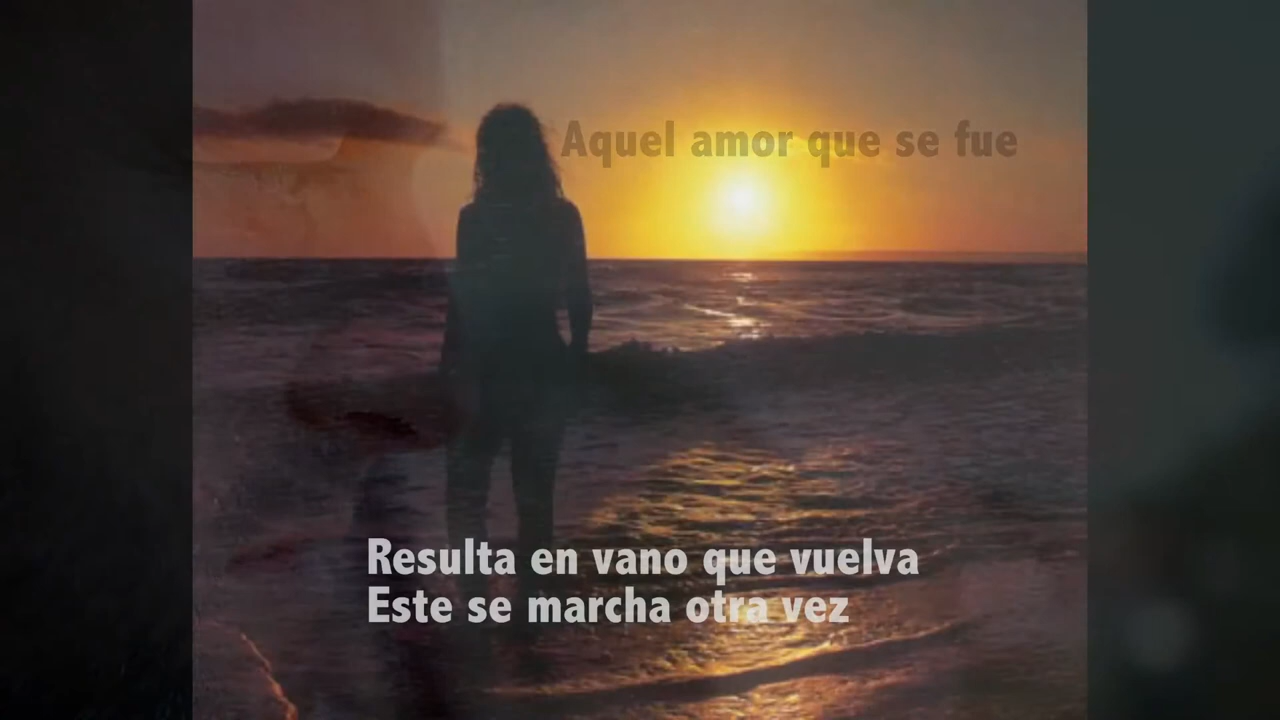 Aquel amor que se fue
Resulta en vano que vuelva
Este se marcha otra vez